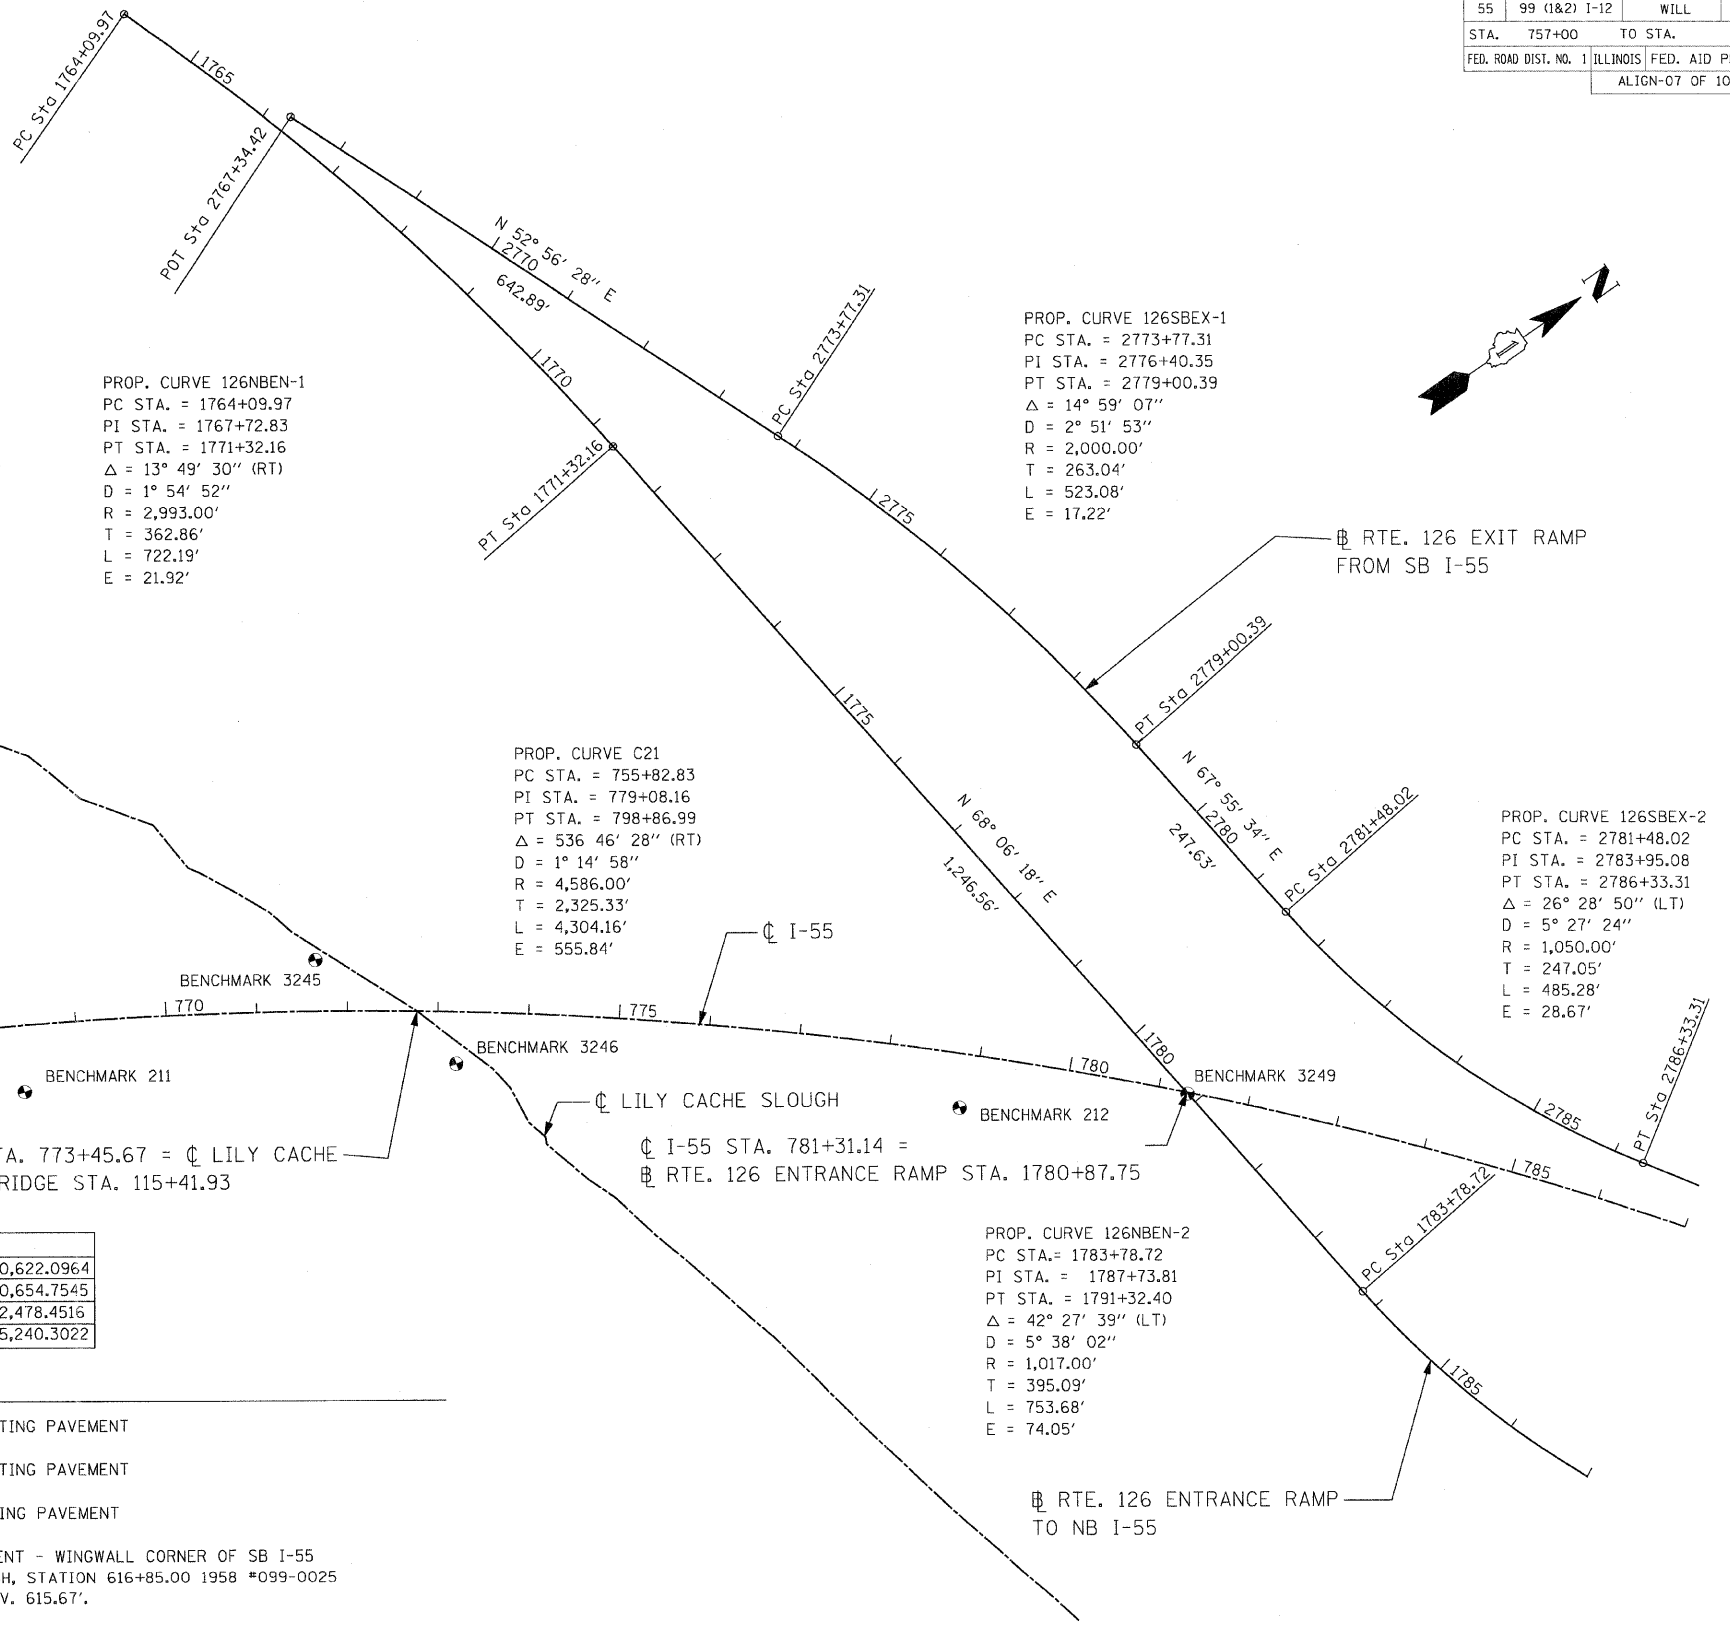 55 99 (1&2) I-12 WILL
STA. 757+00 TO STA.
FED. ROAD DIST. NO. 1 ILLINOIS FED. AID
ALIGN-07 OF 10
PC Sta 1764+09.97
1765
POT Sta 2767+34.42
N 52° 56' 28" E
2770
642.89'
PC Sta 2773+77.31
1770
PT Sta 1771+32.16
2775
N
1
PROP. CURVE 126SBEX-1
PC STA. = 2773+77.31
PI STA. = 2776+40.35
PT STA. = 2779+00.39
Δ = 14° 59' 07"
D = 2° 51' 53"
R = 2,000.00'
T = 263.04'
L = 523.08'
E = 17.22'
PROP. CURVE 126NBEN-1
PC STA. = 1764+09.97
PI STA. = 1767+72.83
PT STA. = 1771+32.16
Δ = 13° 49' 30" (RT)
D = 1° 54' 52"
R = 2,993.00'
T = 362.86'
L = 722.19'
E = 21.92'
℄ RTE. 126 EXIT RAMP
FROM SB I-55
PT Sta 2779+00.39
1775
N 67° 55' 34" E
2780
247.63'
PC Sta 2781+48.02
PROP. CURVE C21
PC STA. = 755+82.83
PI STA. = 779+08.16
PT STA. = 798+86.99
Δ = 536 46' 28" (RT)
D = 1° 14' 58"
R = 4,586.00'
T = 2,325.33'
L = 4,304.16'
E = 555.84'
N 68° 06' 18" E
1,246.56'
PROP. CURVE 126SBEX-2
PC STA. = 2781+48.02
PI STA. = 2783+95.08
PT STA. = 2786+33.31
Δ = 26° 28' 50" (LT)
D = 5° 27' 24"
R = 1,050.00'
T = 247.05'
L = 485.28'
E = 28.67'
℄ I-55
BENCHMARK 3245
770
775
780
1780
785
2785
PT Sta 2786+33.31
BENCHMARK 3246
BENCHMARK 211
BENCHMARK 3249
BENCHMARK 212
℄ LILY CACHE SLOUGH
℄ I-55 STA. 781+31.14 =
℄ RTE. 126 ENTRANCE RAMP STA. 1780+87.75
TA. 773+45.67 = ℄ LILY CACHE
RIDGE STA. 115+41.93
PC Sta 1783+78.72
PROP. CURVE 126NBEN-2
PC STA.= 1783+78.72
PI STA. = 1787+73.81
PT STA. = 1791+32.40
Δ = 42° 27' 39" (LT)
D = 5° 38' 02"
R = 1,017.00'
T = 395.09'
L = 753.68'
E = 74.05'
0,622.0964
0,654.7545
2,478.4516
5,240.3022
1785
℄ RTE. 126 ENTRANCE RAMP
TO NB I-55
TING PAVEMENT
TING PAVEMENT
ING PAVEMENT
ENT - WINGWALL CORNER OF SB I-55
H, STATION 616+85.00 1958 #099-0025
V. 615.67'.